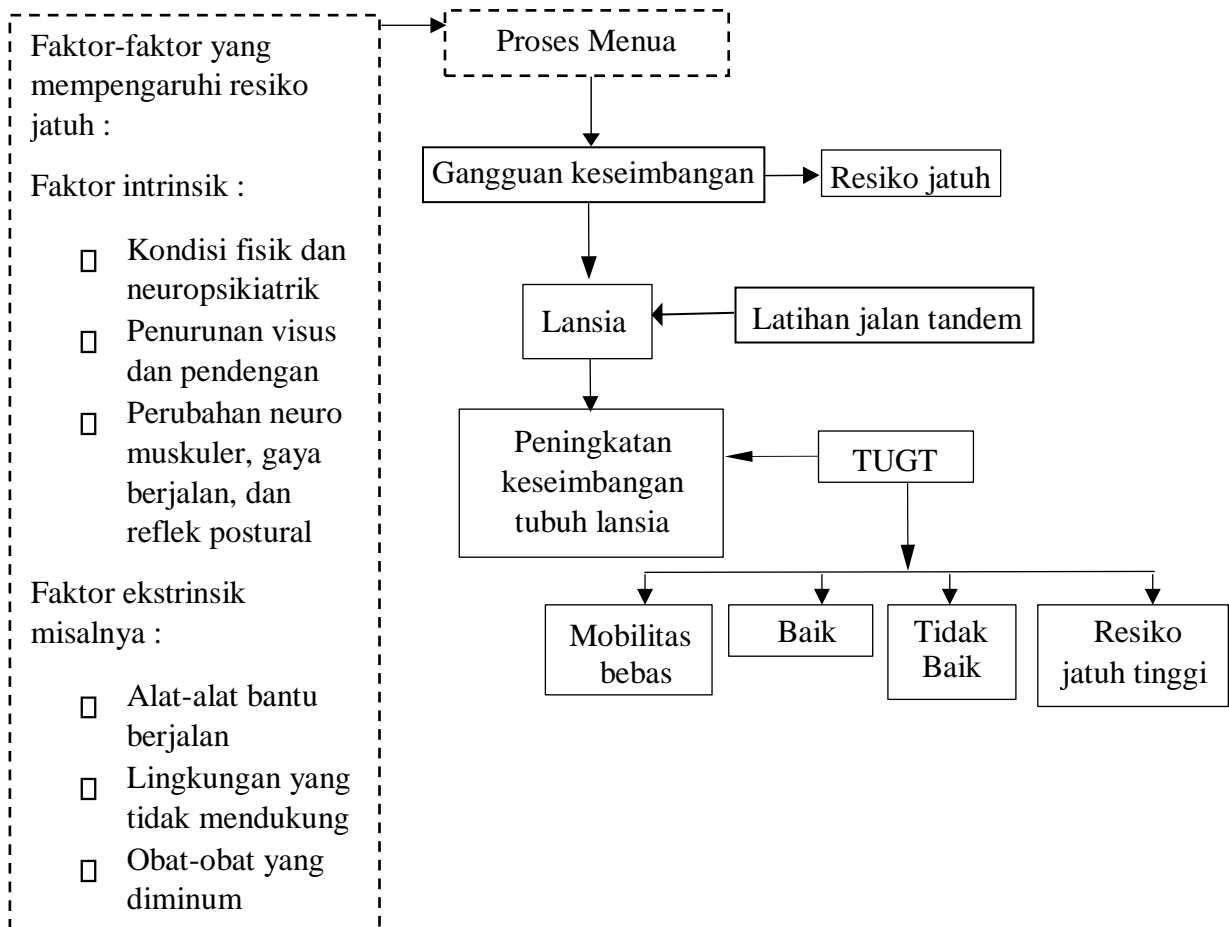 Faktor-faktor yang
mempengaruhi resiko
jatuh :
Faktor intrinsik :
Kondisi fisik dan
neuropsikiatrik
Penurunan visus
dan pendengan
Perubahan neuro
muskuler, gaya
berjalan, dan
reflek postural
Faktor ekstrinsik
misalnya :
Alat-alat bantu
berjalan
Lingkungan yang
tidak mendukung
Obat-obat yang
diminum
Proses Menua
Gangguan keseimbangan
Resiko jatuh
Lansia
Latihan jalan tandem
Peningkatan
keseimbangan
tubuh lansia
TUGT
Mobilitas
bebas
Baik
Tidak
Baik
Resiko
jatuh tinggi